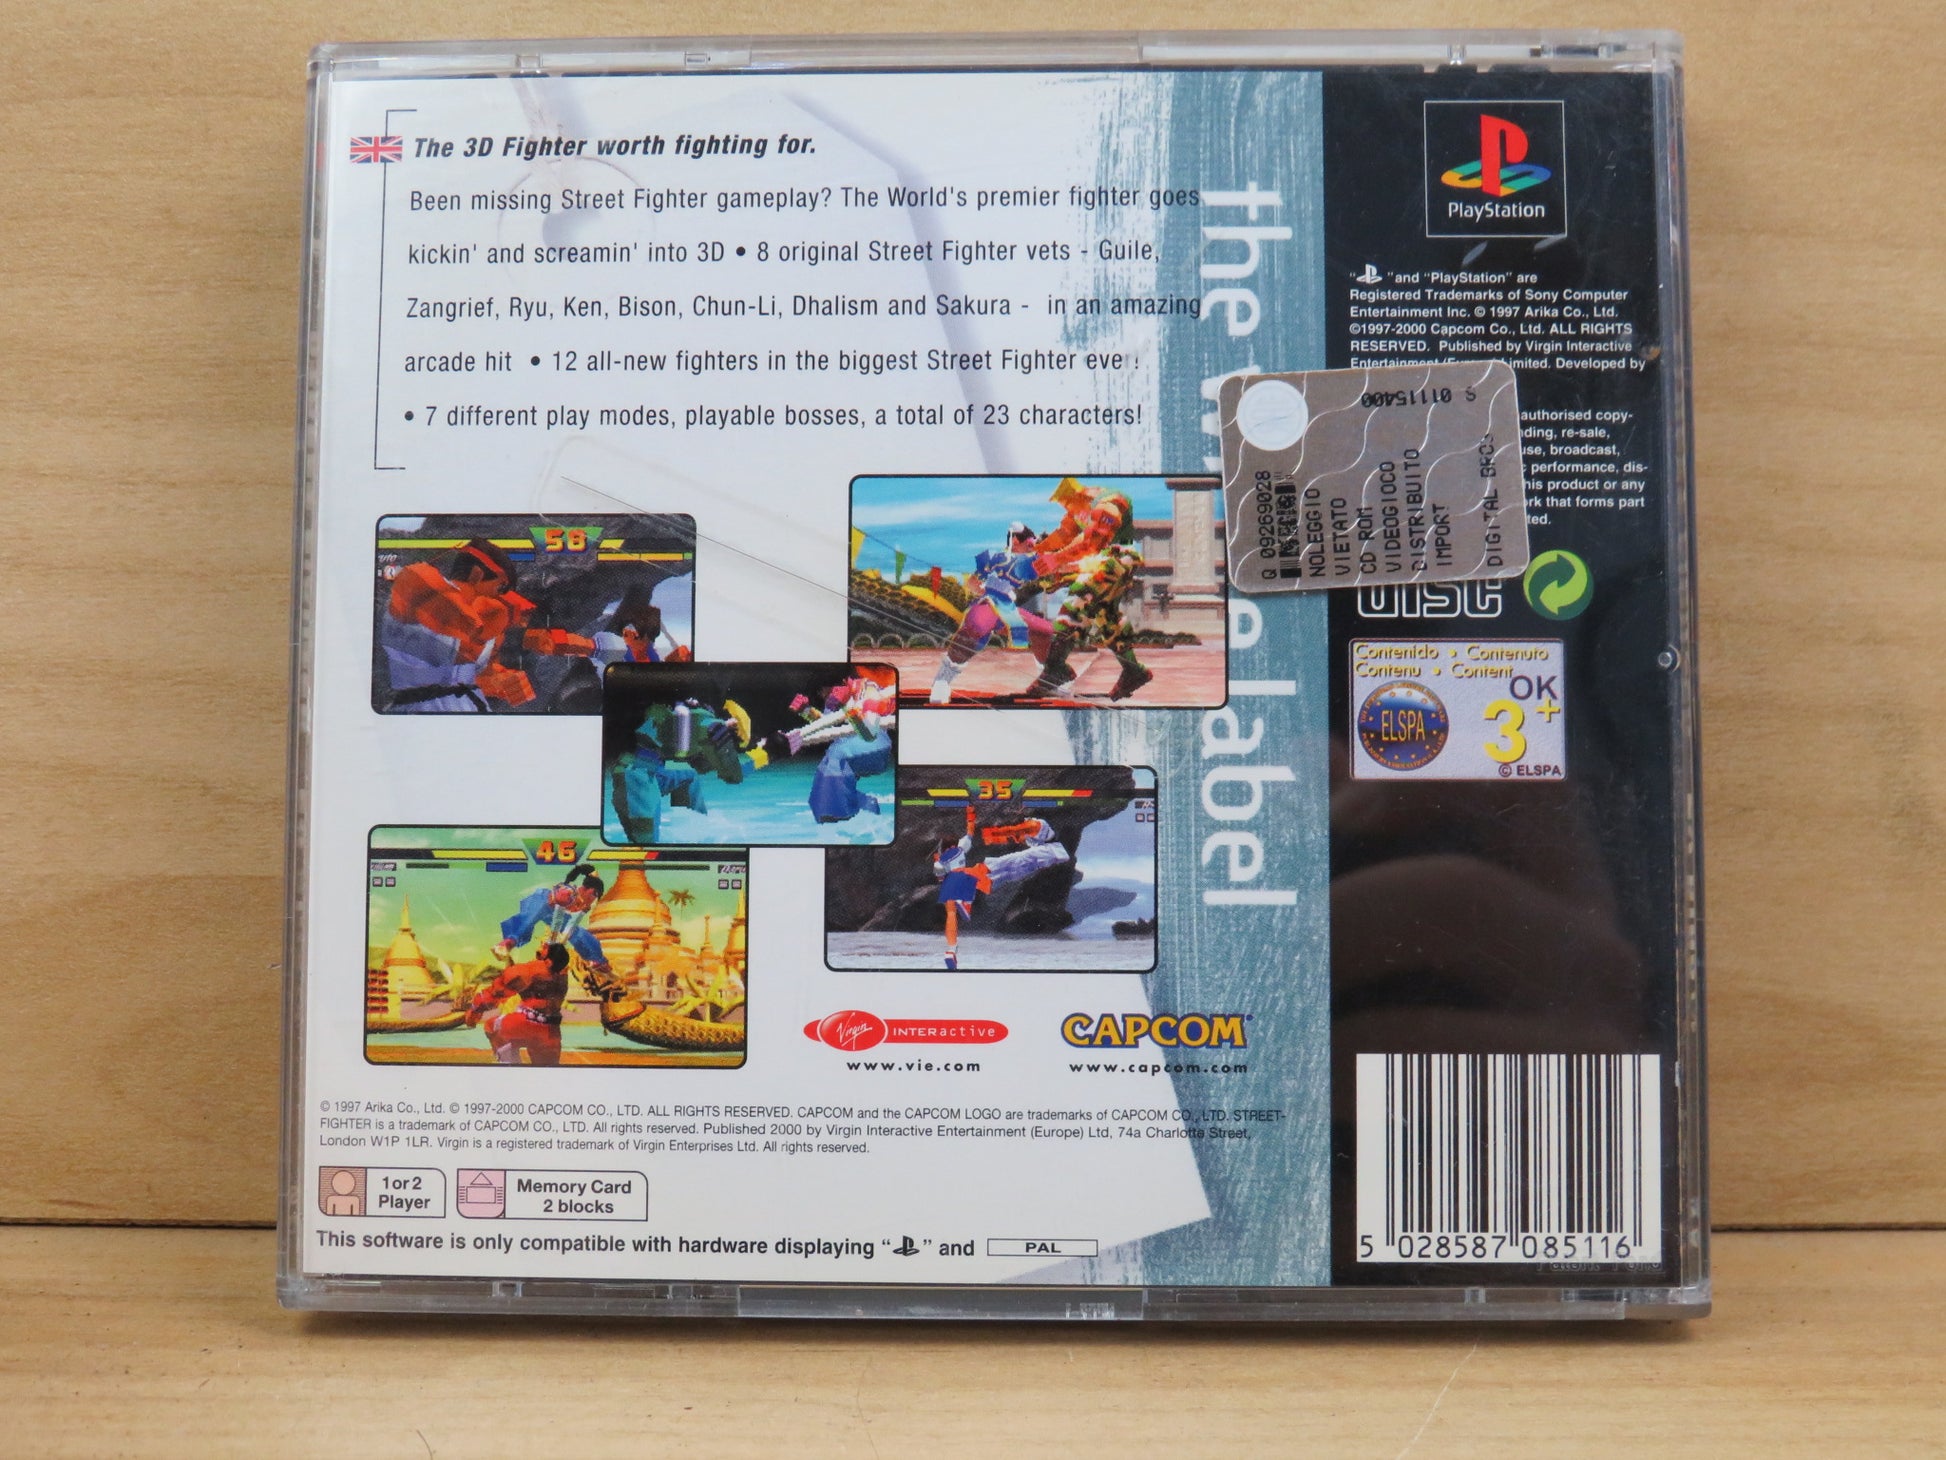 The 3D Fighter worth fighting for.
Been missing Street Fighter gameplay? The World's premier fighter goes
kickin' and screamin' into 3D • 8 original Street Fighter vets - Guile,
Zangrief, Ryu, Ken, Bison, Chun-Li, Dhalism and Sakura - in an amazing
arcade hit • 12 all-new fighters in the biggest Street Fighter eve !
• 7 different play modes, playable bosses, a total of 23 characters!
58
46
35
the w e label
Virgin INTERactive
www.vie.com
CAPCOM
www.capcom.com
© 1997 Arika Co., Ltd. © 1997-2000 CAPCOM CO., LTD. ALL RIGHTS RESERVED. CAPCOM and the CAPCOM LOGO are trademarks of CAPCOM CO., LTD. STREET-
FIGHTER is a trademark of CAPCOM CO., LTD. All rights reserved. Published 2000 by Virgin Interactive Entertainment (Europe) Ltd, 74a Charlotte Street,
London W1P 1LR. Virgin is a registered trademark of Virgin Enterprises Ltd. All rights reserved.
1 or 2
Player
Memory Card
2 blocks
This software is only compatible with hardware displaying " " and PAL
PlayStation
" " and "PlayStation" are
Registered Trademarks of Sony Computer
Entertainment Inc. © 1997 Arika Co., Ltd.
©1997-2000 Capcom Co., Ltd. ALL RIGHTS
RESERVED. Published by Virgin Interactive
Entertainment imited. Developed by
authorised copy-
nding, re-sale,
use, broadcast,
c performance, dis-
his product or any
ork that forms part
ted.
S 01115400
Q 09269028
NOLEGGIO
VIETATO
CD ROM
VIDEOGIOCO
DISTRIBUITO
IMPORT
DIGITAL BROS
DISC
Contenido • Contenuto
Contenu • Content
OK
3+
ELSPA
© ELSPA
5 028587 085116